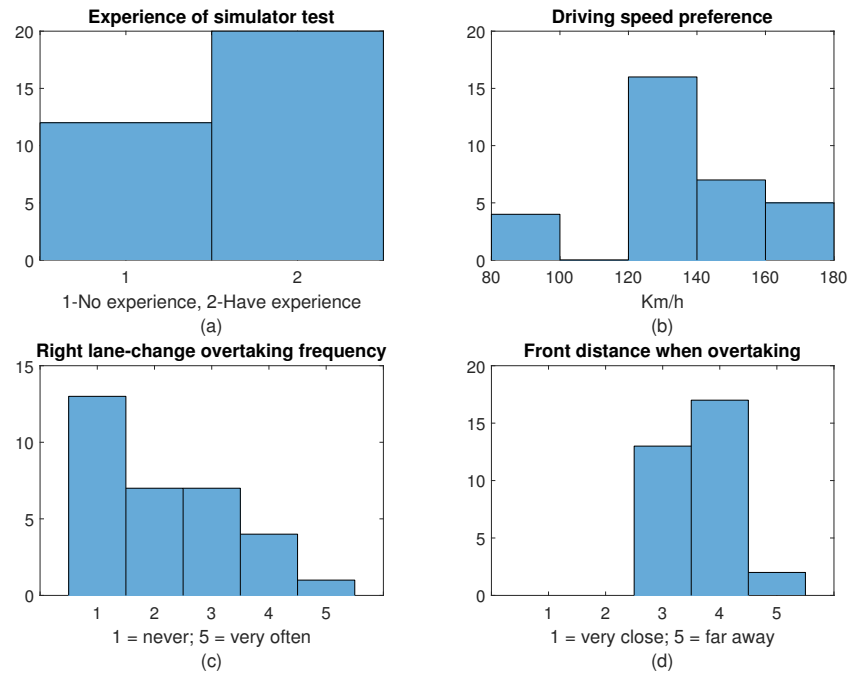 Experience of simulator test
20
15
10
5
0
1 2
1-No experience, 2-Have experience
(a)
Driving speed preference
20
15
10
5
0
80 100 120 140 160 180
Km/h
(b)
Right lane-change overtaking frequency
15
10
5
0
1 2 3 4 5
1 = never; 5 = very often
(c)
Front distance when overtaking
20
15
10
5
0
1 2 3 4 5
1 = very close; 5 = far away
(d)